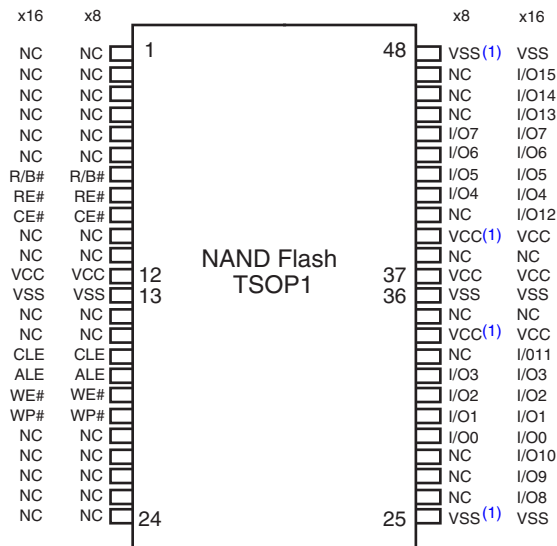 x16 x8 x8 x16
NC NC 1 48 VSS(1) VSS
NC NC NC I/O15
NC NC NC I/O14
NC NC NC I/O13
NC NC I/O7 I/O7
NC NC I/O6 I/O6
R/B# R/B# I/O5 I/O5
RE# RE# I/O4 I/O4
CE# CE# NC I/O12
NC NC VCC(1) VCC
NC NC NAND Flash NC NC
VCC VCC 12 TSOP1 37 VCC VCC
VSS VSS 13 36 VSS VSS
NC NC NC NC
NC NC VCC(1) VCC
CLE CLE NC I/011
ALE ALE I/O3 I/O3
WE# WE# I/O2 I/O2
WP# WP# I/O1 I/O1
NC NC I/O0 I/O0
NC NC NC I/O10
NC NC NC I/O9
NC NC NC I/O8
NC NC 24 25 VSS(1) VSS